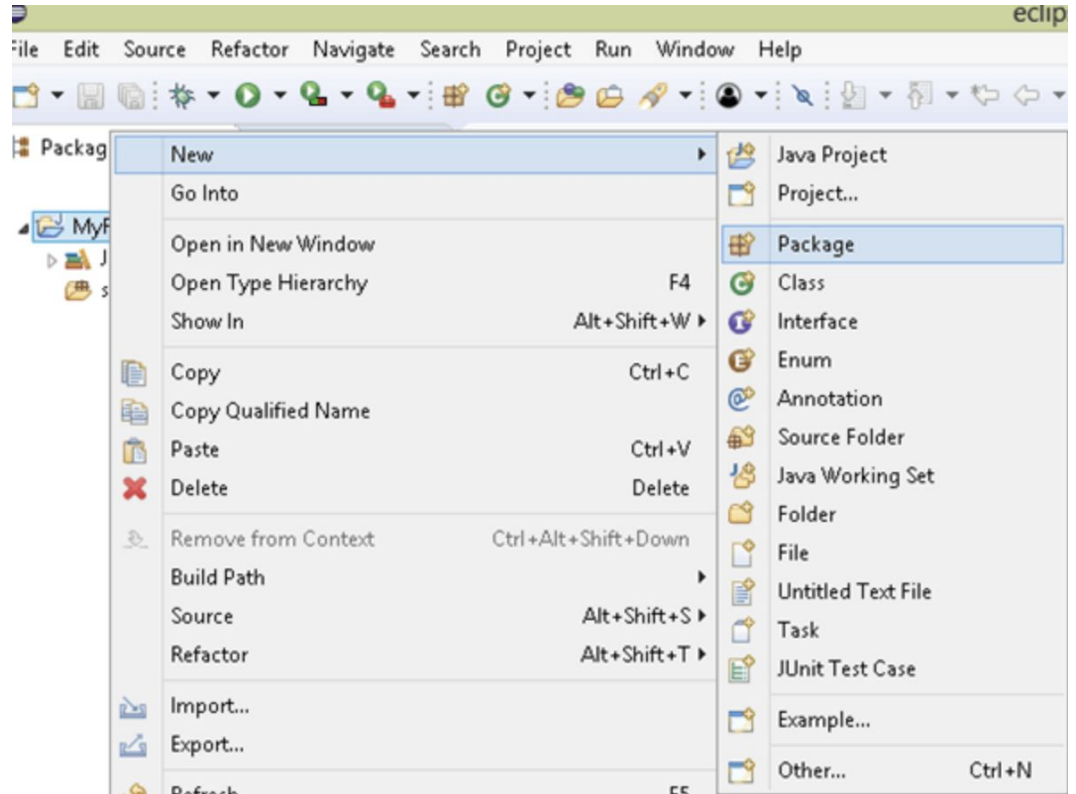 eclip
File Edit Source Refactor Navigate Search Project Run Window Help
Packag
New
Go Into
Open in New Window
Open Type Hierarchy F4
Show In Alt+Shift+W
Copy Ctrl+C
Copy Qualified Name
Paste Ctrl+V
Delete Delete
Remove from Context Ctrl+Alt+Shift+Down
Build Path
Source Alt+Shift+S
Refactor Alt+Shift+T
Import...
Export...
Refresh F5
MyP
J
s
Java Project
Project...
Package
Class
Interface
Enum
Annotation
Source Folder
Java Working Set
Folder
File
Untitled Text File
Task
JUnit Test Case
Example...
Other... Ctrl+N